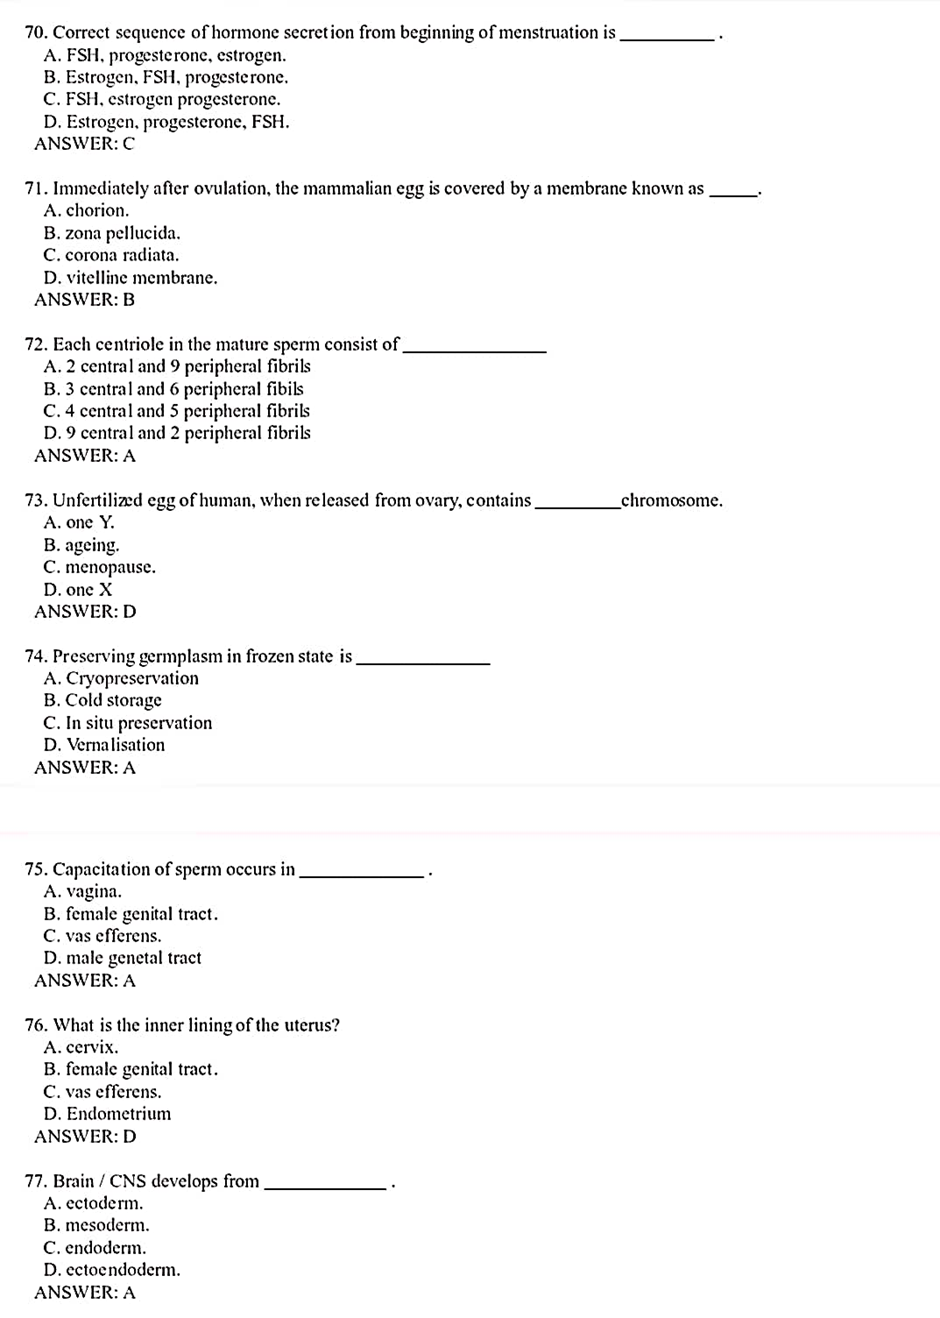 70. Correct sequence of hormone secretion from beginning of menstruation is __________ .
A. FSH, progesterone, estrogen.
B. Estrogen, FSH, progesterone.
C. FSH, estrogen progesterone.
D. Estrogen, progesterone, FSH.
ANSWER: C
71. Immediately after ovulation, the mammalian egg is covered by a membrane known as _____.
A. chorion.
B. zona pellucida.
C. corona radiata.
D. vitelline membrane.
ANSWER: B
72. Each centriole in the mature sperm consist of _______________
A. 2 central and 9 peripheral fibrils
B. 3 central and 6 peripheral fibils
C. 4 central and 5 peripheral fibrils
D. 9 central and 2 peripheral fibrils
ANSWER: A
73. Unfertilized egg of human, when released from ovary, contains _________chromosome.
A. one Y.
B. ageing.
C. menopause.
D. one X
ANSWER: D
74. Preserving germplasm in frozen state is ______________
A. Cryopreservation
B. Cold storage
C. In situ preservation
D. Vernalisation
ANSWER: A
75. Capacitation of sperm occurs in _____________ .
A. vagina.
B. female genital tract.
C. vas efferens.
D. male genetal tract
ANSWER: A
76. What is the inner lining of the uterus?
A. cervix.
B. female genital tract.
C. vas efferens.
D. Endometrium
ANSWER: D
77. Brain / CNS develops from _____________ .
A. ectoderm.
B. mesoderm.
C. endoderm.
D. ectoendoderm.
ANSWER: A